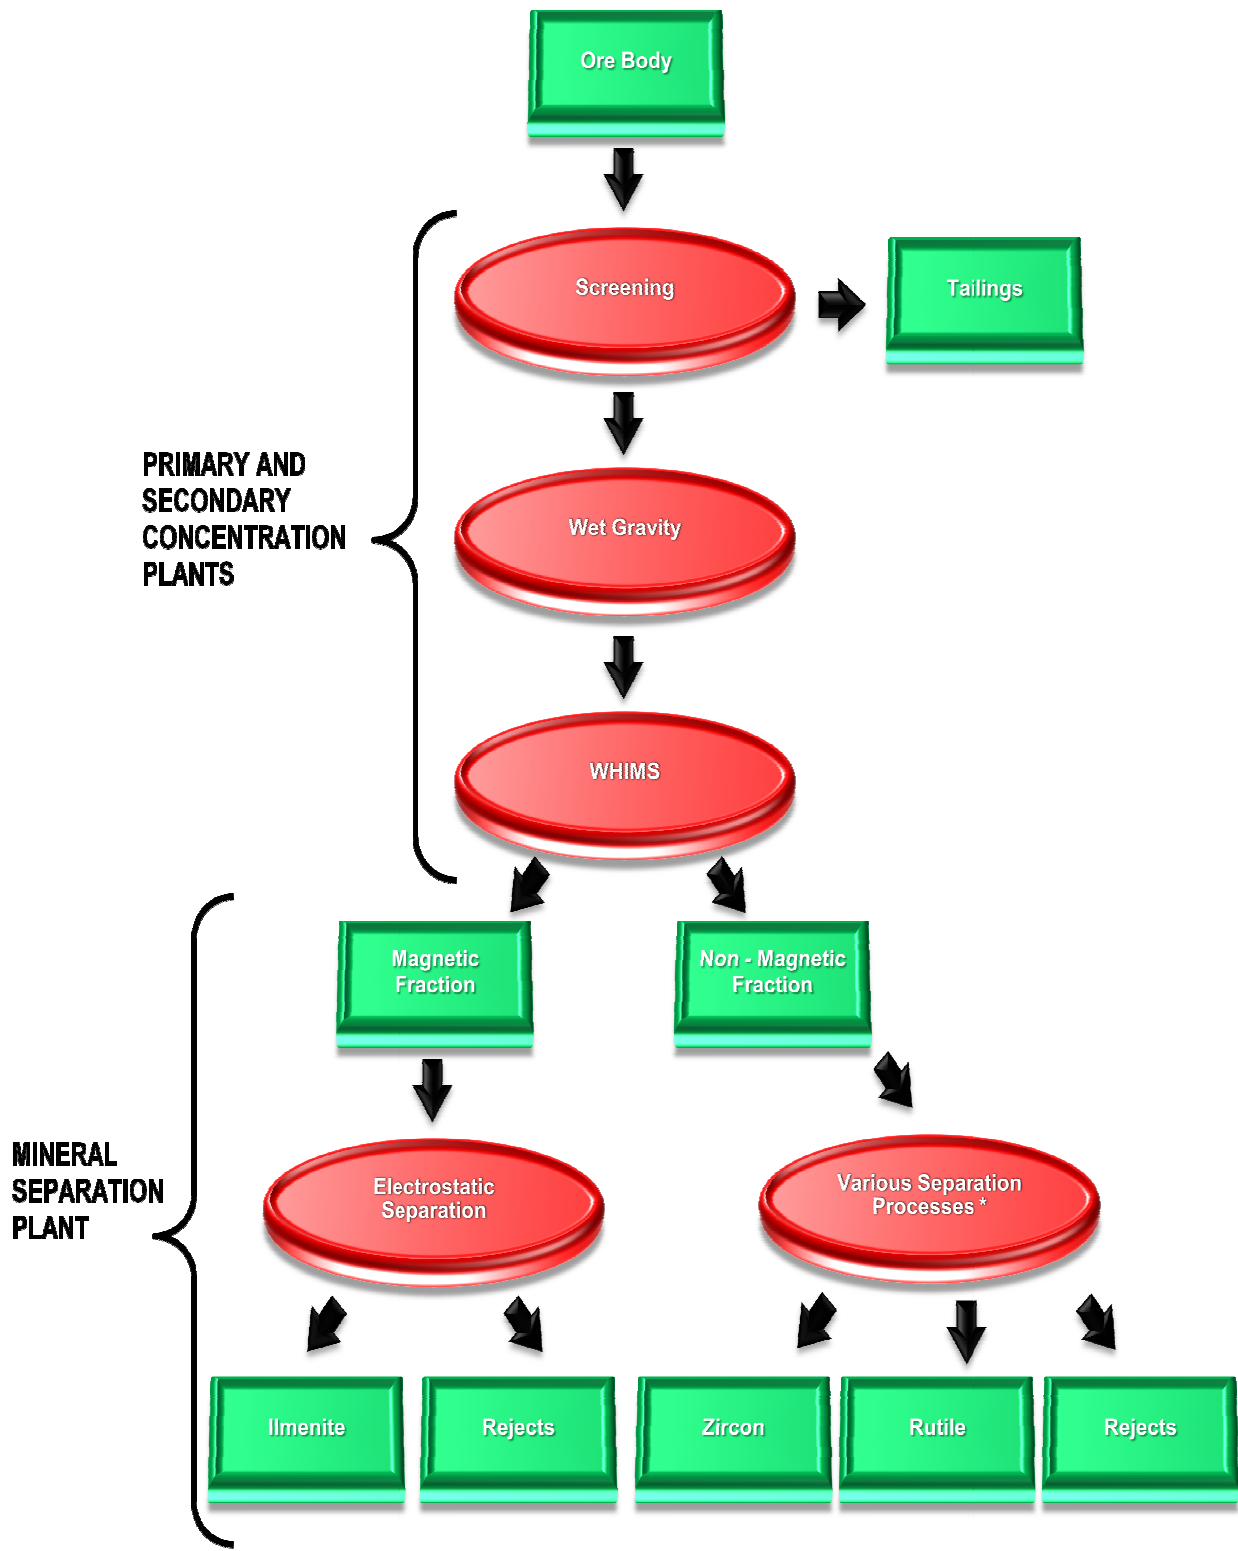 Ore Body
Screening
Tailings
PRIMARY AND
SECONDARY
CONCENTRATION
PLANTS
Wet Gravity
WHIMS
Magnetic
Fraction
Non - Magnetic
Fraction
MINERAL
SEPARATION
PLANT
Electrostatic
Separation
Various Separation
Processes *
Ilmenite
Rejects
Zircon
Rutile
Rejects